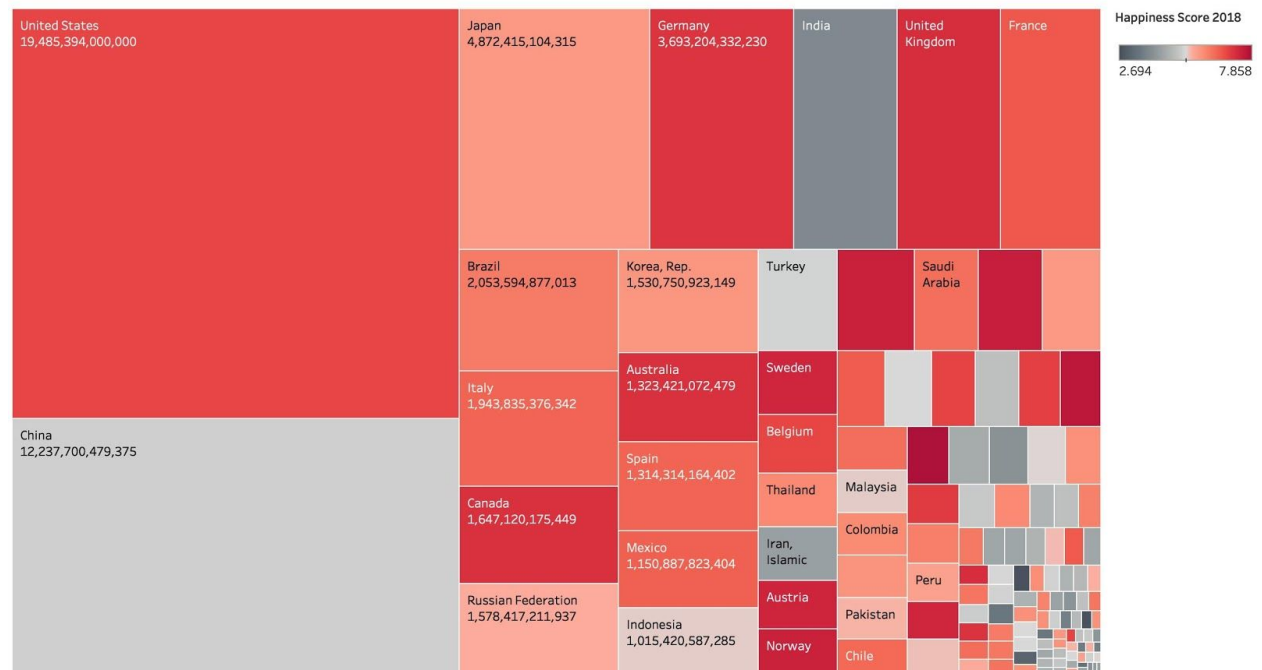 United States
19,485,394,000,000
China
12,237,700,479,375
Japan
4,872,415,104,315
Germany
3,693,204,332,230
India
United
Kingdom
France
Brazil
2,053,594,877,013
Italy
1,943,835,376,342
Canada
1,647,120,175,449
Russian Federation
1,578,417,211,937
Korea, Rep.
1,530,750,923,149
Australia
1,323,421,072,479
Spain
1,314,314,164,402
Mexico
1,150,887,823,404
Indonesia
1,015,420,587,285
Turkey
Sweden
Belgium
Thailand
Iran,
Islamic
Austria
Norway
Saudi
Arabia
Malaysia
Colombia
Pakistan
Chile
Peru
Happiness Score 2018
2.694 7.858